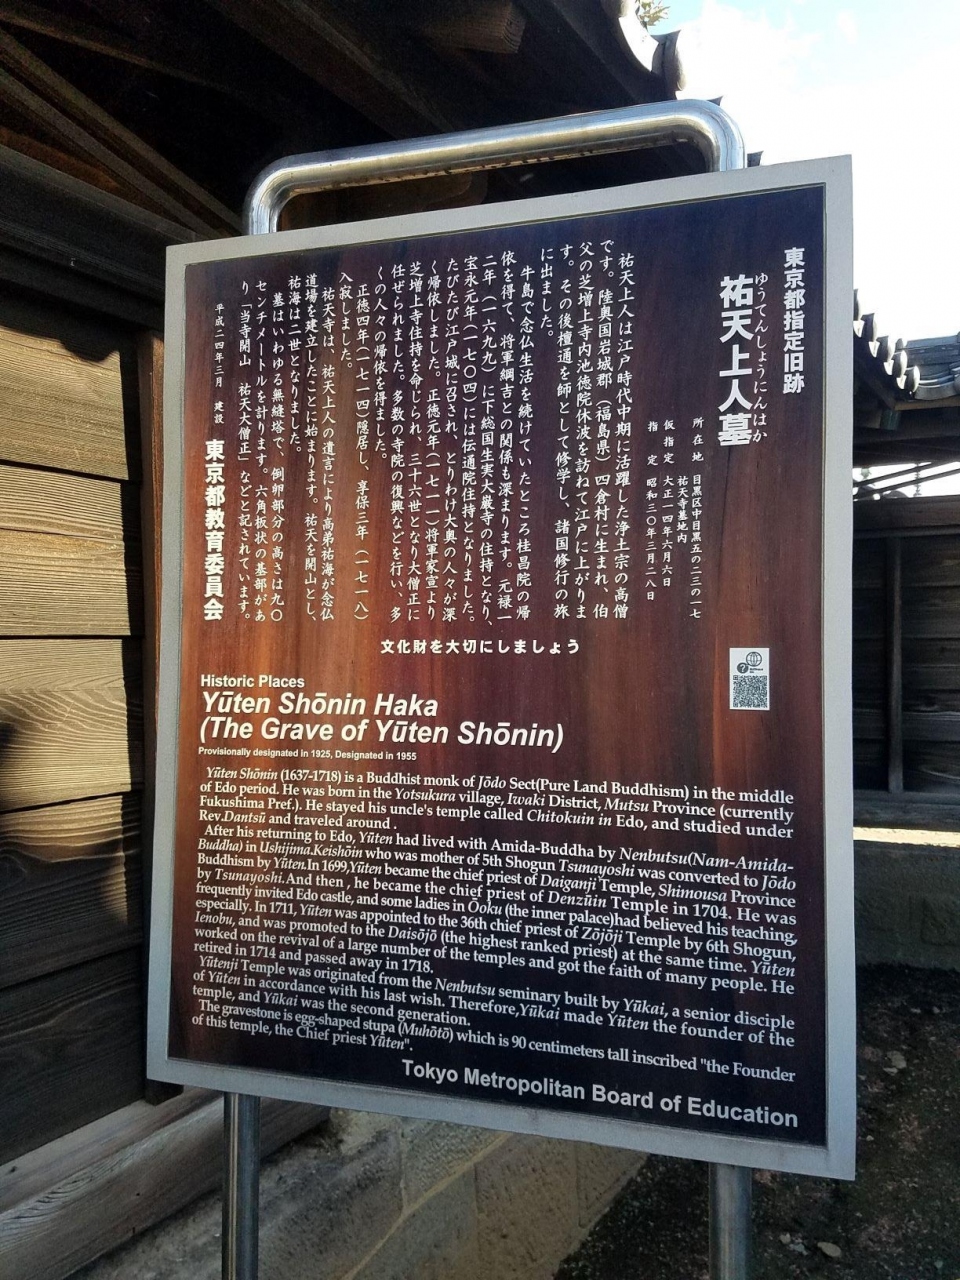 東京都指定旧跡
ゆうてんしょうにんはか
祐天上人墓
所在地 目黒区中目黒五の二三の一七
祐天寺墓地内
仮指定 大正一四年六月六日
指定 昭和三〇年三月二八日
祐天上人は江戸時代中期に活躍した浄土宗の高僧
です。陸奥国岩城郡(福島県)四倉村に生まれ、伯
父の芝増上寺内池徳院休波を訪ねて江戸に上がりま
す。その後檀通を師として修学し、諸国修行の旅
に出ました。
牛島で念仏生活を続けていたところ桂昌院の帰
依を得て、将軍綱吉との関係も深まります。元禄一
二年(一六九九)に下総国生実大巌寺の住持となり、
宝永元年(一七〇四)には伝通院住持となりました。
たびたび江戸城に召され、とりわけ大奥の人々が深
く帰依しました。正徳元年(一七一一)将軍家宣より
芝増上寺住持を命じられ、三十六世となり大僧正に
任ぜられました。多数の寺院の復興などを行い、多
くの人々の帰依を得ました。
正徳四年(一七一四)隠居し、享保三年(一七一八)
入寂しました。
祐天寺は、祐天上人の遺言により高弟祐海が念仏
道場を建立したことに始まります。祐天を開山とし、
祐海は二世となりました。
墓はいわゆる無縫塔で、倒卵部分の高さは九〇
センチメートルを計ります。六角板状の基部があ
り「当寺開山 祐天大僧正」などと記されています。
平成二四年三月 建設
東京都教育委員会
文化財を大切にしましょう
Historic Places
Yūten Shōnin Haka
(The Grave of Yūten Shōnin)
Provisionally designated in 1925, Designated in 1955
Yūten Shōnin (1637-1718) is a Buddhist monk of Jōdo Sect(Pure Land Buddhism) in the middle
of Edo period. He was born in the Yotsukura village, Iwaki District, Mutsu Province (currently
Fukushima Pref.). He stayed his uncle's temple called Chitokuin in Edo, and studied under
Rev.Dantsū and traveled around .
After his returning to Edo, Yūten had lived with Amida-Buddha by Nenbutsu(Nam-Amida-
Buddha) in Ushijima.Keishōin who was mother of 5th Shogun Tsunayoshi was converted to Jōdo
Buddhism by Yūten.In 1699,Yūten became the chief priest of Daiganji Temple, Shimousa Province
by Tsunayoshi.And then , he became the chief priest of Denzūin Temple in 1704. He was
frequently invited Edo castle, and some ladies in Ōoku (the inner palace)had believed his teaching,
especially. In 1711, Yūten was appointed to the 36th chief priest of Zōjōji Temple by 6th Shogun,
Ienobu, and was promoted to the Daisōjō (the highest ranked priest) at the same time. Yūten
worked on the revival of a large number of the temples and got the faith of many people. He
retired in 1714 and passed away in 1718.
Yūtenji Temple was originated from the Nenbutsu seminary built by Yūkai, a senior disciple
of Yūten in accordance with his last wish. Therefore,Yūkai made Yūten the founder of the
temple, and Yūkai was the second generation.
The gravestone is egg-shaped stupa (Muhōtō) which is 90 centimeters tall inscribed "the Founder
of this temple, the Chief priest Yūten".
Tokyo Metropolitan Board of Education